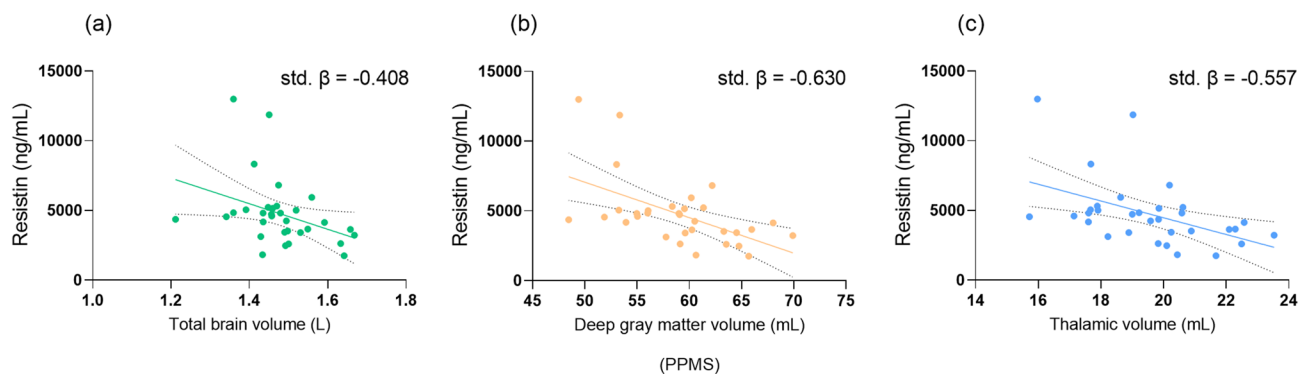 (a)
std. β = -0.408
Resistin (ng/mL)
15000
10000
5000
0
1.0 1.2 1.4 1.6 1.8
Total brain volume (L)
(b)
std. β = -0.630
Resistin (ng/mL)
15000
10000
5000
0
45 50 55 60 65 70 75
Deep gray matter volume (mL)
(c)
std. β = -0.557
Resistin (ng/mL)
15000
10000
5000
0
14 16 18 20 22 24
Thalamic volume (mL)
(PPMS)